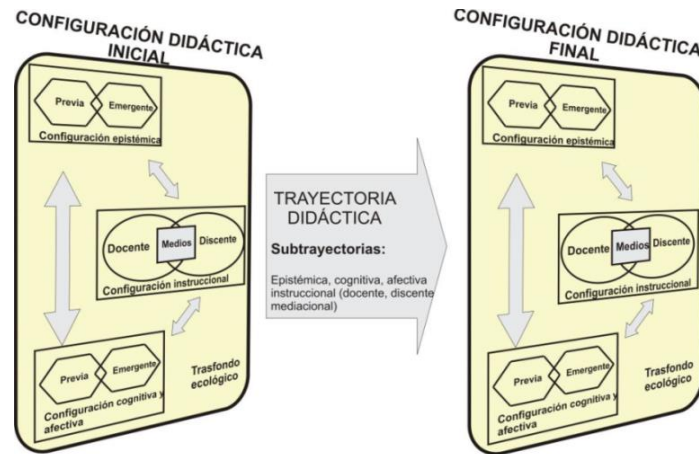 CONFIGURACIÓN DIDÁCTICA
INICIAL
Previa
Emergente
Configuración epistémica
Docente
Medios
Discente
Configuración instruccional
Previa
Emergente
Configuración cognitiva y
afectiva
Trasfondo
ecológico
TRAYECTORIA
DIDÁCTICA
Subtrayectorias:
Epistémica, cognitiva, afectiva
instruccional (docente, discente
mediacional)
CONFIGURACIÓN DIDÁCTICA
FINAL
Previa
Emergente
Configuración epistémica
Docente
Medios
Discente
Configuración instruccional
Previa
Emergente
Configuración cognitiva y
afectiva
Trasfondo
ecológico